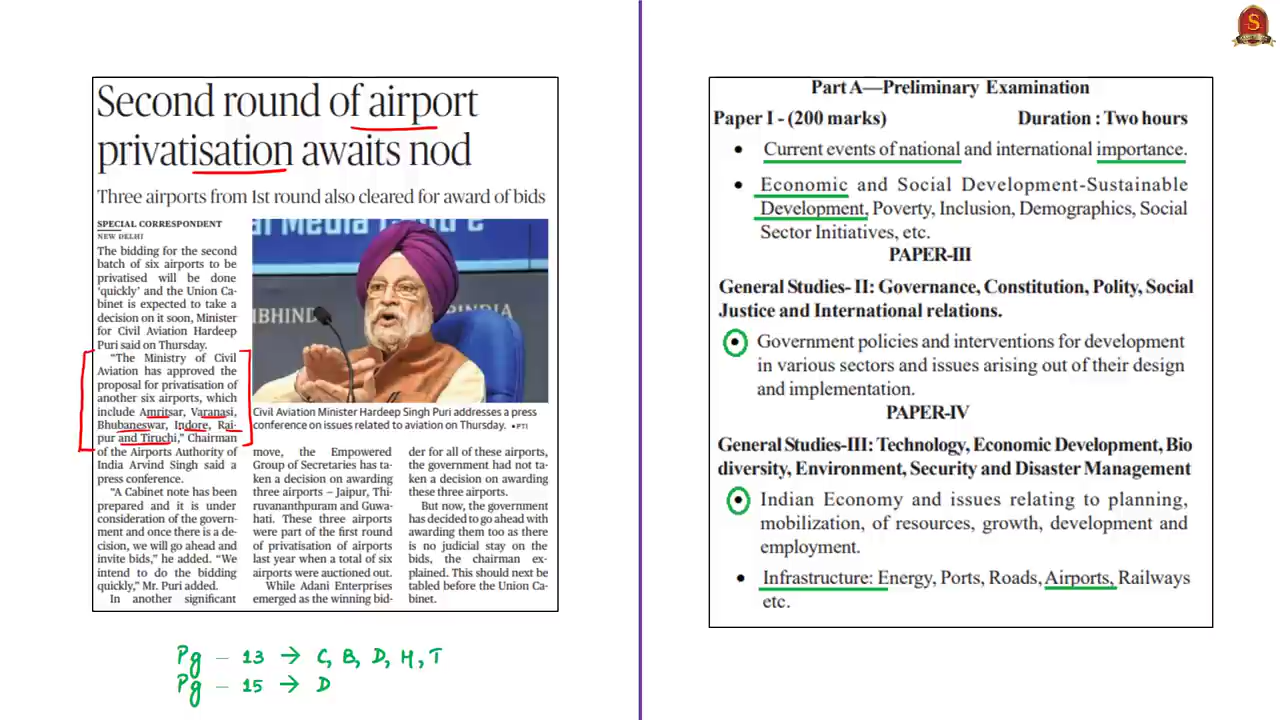 Second round of airport
privatisation awaits nod
Three airports from 1st round also cleared for award of bids
SPECIAL CORRESPONDENT
NEW DELHI
The bidding for the second
batch of six airports to be
privatised will be done
‘quickly’ and the Union Ca-
binet is expected to take a
decision on it soon, Minister
for Civil Aviation Hardeep
Puri said on Thursday.
“The Ministry of Civil
Aviation has approved the
proposal for privatisation of
another six airports, which
include Amritsar, Varanasi,
Bhubaneswar, Indore, Rai-
pur and Tiruchi,” Chairman
of the Airports Authority of
India Arvind Singh said a
press conference.
“A Cabinet note has been
prepared and it is under
consideration of the govern-
ment and once there is a de-
cision, we will go ahead and
invite bids,” he added. “We
intend to do the bidding
quickly,” Mr. Puri added.
In another significant
al Media
IBHIND
INDIA
Civil Aviation Minister Hardeep Singh Puri addresses a press
conference on issues related to aviation on Thursday. •PTI
move, the Empowered
Group of Secretaries has ta-
ken a decision on awarding
three airports – Jaipur, Thi-
ruvananthpuram and Guwa-
hati. These three airports
were part of the first round
of privatisation of airports
last year when a total of six
airports were auctioned out.
While Adani Enterprises
emerged as the winning bid-
der for all of these airports,
the government had not ta-
ken a decision on awarding
these three airports.
But now, the government
has decided to go ahead with
awarding them too as there
is no judicial stay on the
bids, the chairman ex-
plained. This should next be
tabled before the Union Ca-
binet.
Pg – 13 → C, B, D, H, T
Pg – 15 → D
S
Part A—Preliminary Examination
Paper I - (200 marks) Duration : Two hours
• Current events of national and international importance.
• Economic and Social Development-Sustainable
Development, Poverty, Inclusion, Demographics, Social
Sector Initiatives, etc.
PAPER-III
General Studies- II: Governance, Constitution, Polity, Social
Justice and International relations.
• Government policies and interventions for development
in various sectors and issues arising out of their design
and implementation.
PAPER-IV
General Studies-III: Technology, Economic Development, Bio
diversity, Environment, Security and Disaster Management
• Indian Economy and issues relating to planning,
mobilization, of resources, growth, development and
employment.
• Infrastructure: Energy, Ports, Roads, Airports, Railways
etc.